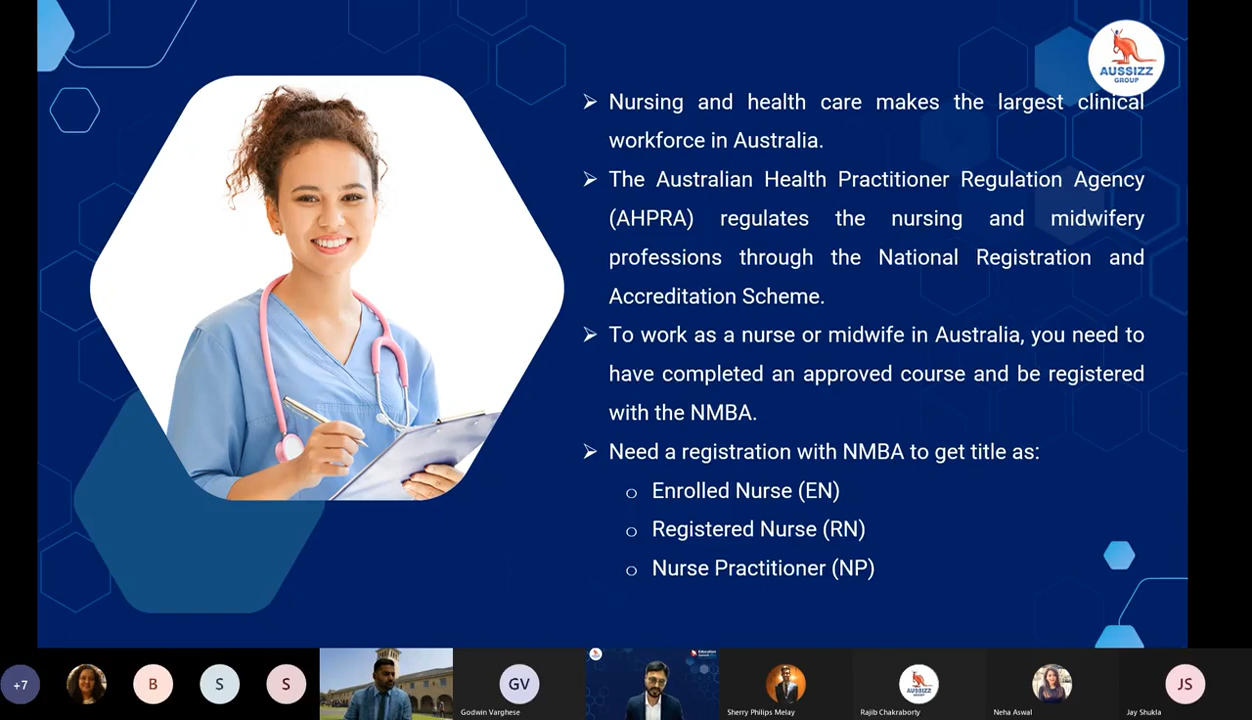 AUSSIZZ
GROUP
➢ Nursing and health care makes the largest clinical
workforce in Australia.
➢ The Australian Health Practitioner Regulation Agency
(AHPRA) regulates the nursing and midwifery
professions through the National Registration and
Accreditation Scheme.
➢ To work as a nurse or midwife in Australia, you need to
have completed an approved course and be registered
with the NMBA.
➢ Need a registration with NMBA to get title as:
o Enrolled Nurse (EN)
o Registered Nurse (RN)
o Nurse Practitioner (NP)
+7
B
S
S
GV
Godwin Varghese
Education
Sherry Philips Melay
AUSSIZZ
Rajib Chakraborty
Neha Aswal
JS
Jay Shukla